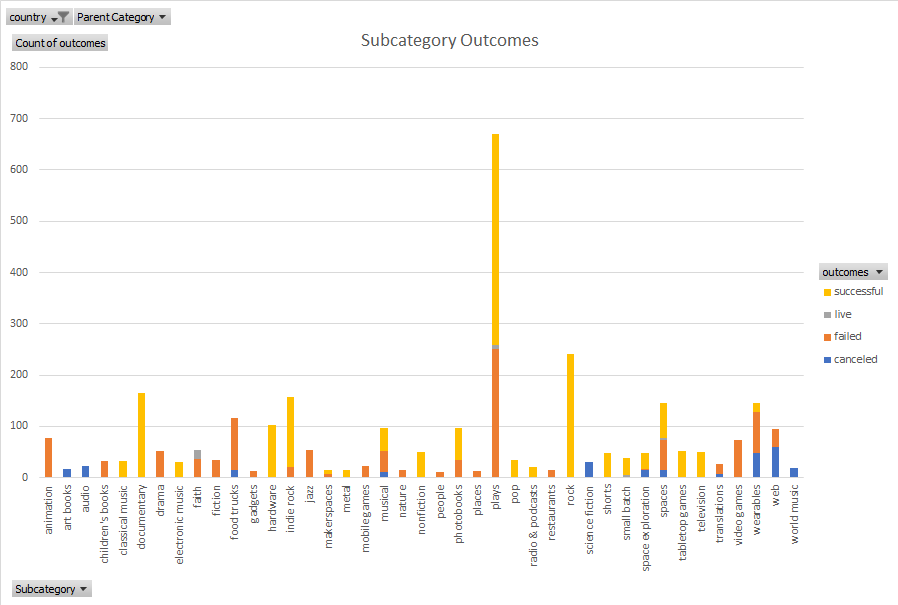 country Parent Category
Count of outcomes
Subcategory Outcomes
800
700
600
500
400
300
200
100
0
animation
art books
audio
children's books
classical music
documentary
drama
electronic music
faith
fiction
food trucks
gadgets
hardware
indie rock
jazz
makerspaces
metal
mobile games
musical
nature
nonfiction
people
photobooks
places
plays
pop
radio & podcasts
restaurants
rock
science fiction
shorts
small batch
space exploration
spaces
tabletop games
television
translations
video games
wearables
web
world music
outcomes
successful
live
failed
canceled
Subcategory